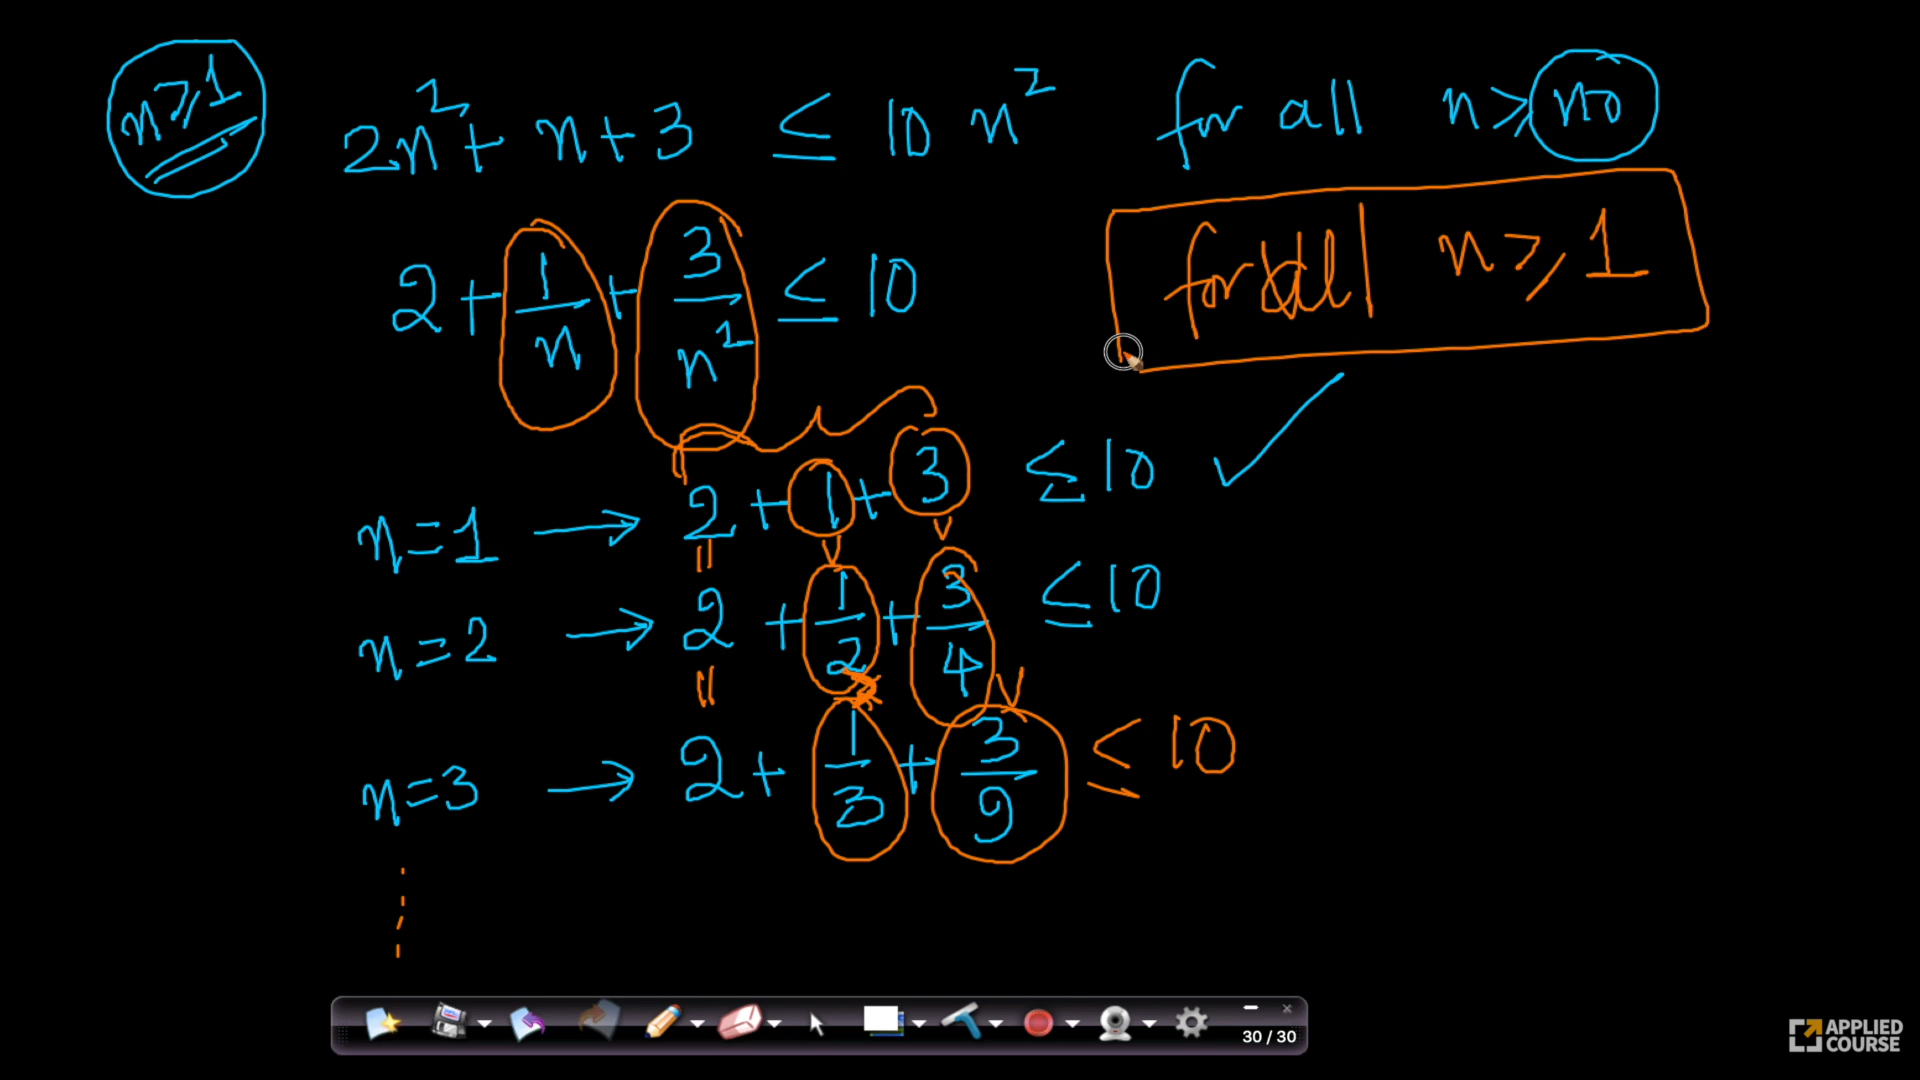 n ≥ 1
2n² + n + 3 ≤ 10 n² for all n ≥ n0
2 + 1/n + 3/n² ≤ 10
for all n ≥ 1
n = 1 → 2 + 1 + 3 ≤ 10 ✓
n = 2 → 2 + 1/2 + 3/4 ≤ 10
n = 3 → 2 + 1/3 + 3/9 ≤ 10
30 / 30
APPLIED
COURSE